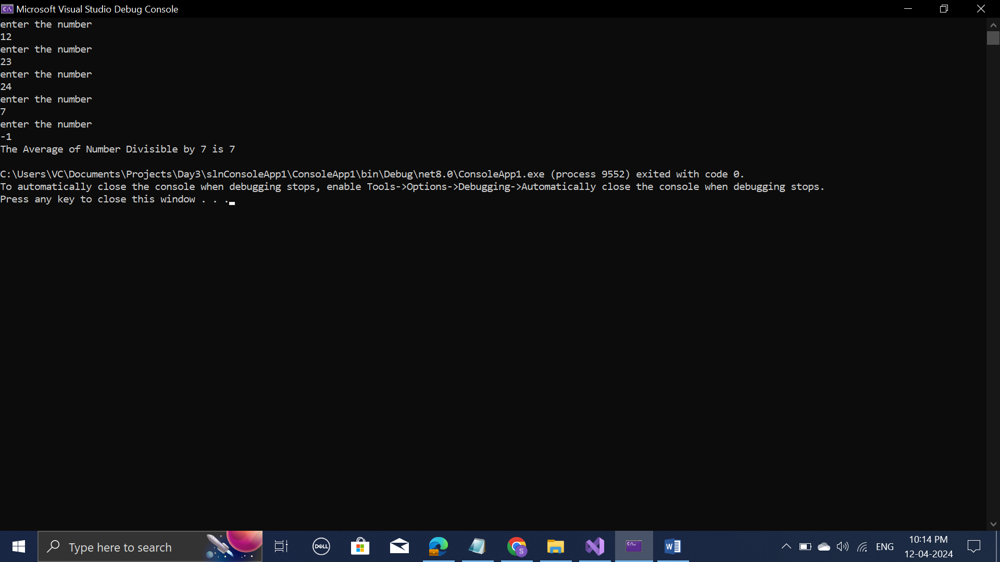 Microsoft Visual Studio Debug Console
enter the number
12
enter the number
23
enter the number
24
enter the number
7
enter the number
-1
The Average of Number Divisible by 7 is 7
C:\Users\VC\Documents\Projects\Day3\slnConsoleApp1\ConsoleApp1\bin\Debug\net8.0\ConsoleApp1.exe (process 9552) exited with code 0.
To automatically close the console when debugging stops, enable Tools->Options->Debugging->Automatically close the console when debugging stops.
Press any key to close this window . . .
Type here to search
DELL
S
W
ENG
10:14 PM
12-04-2024